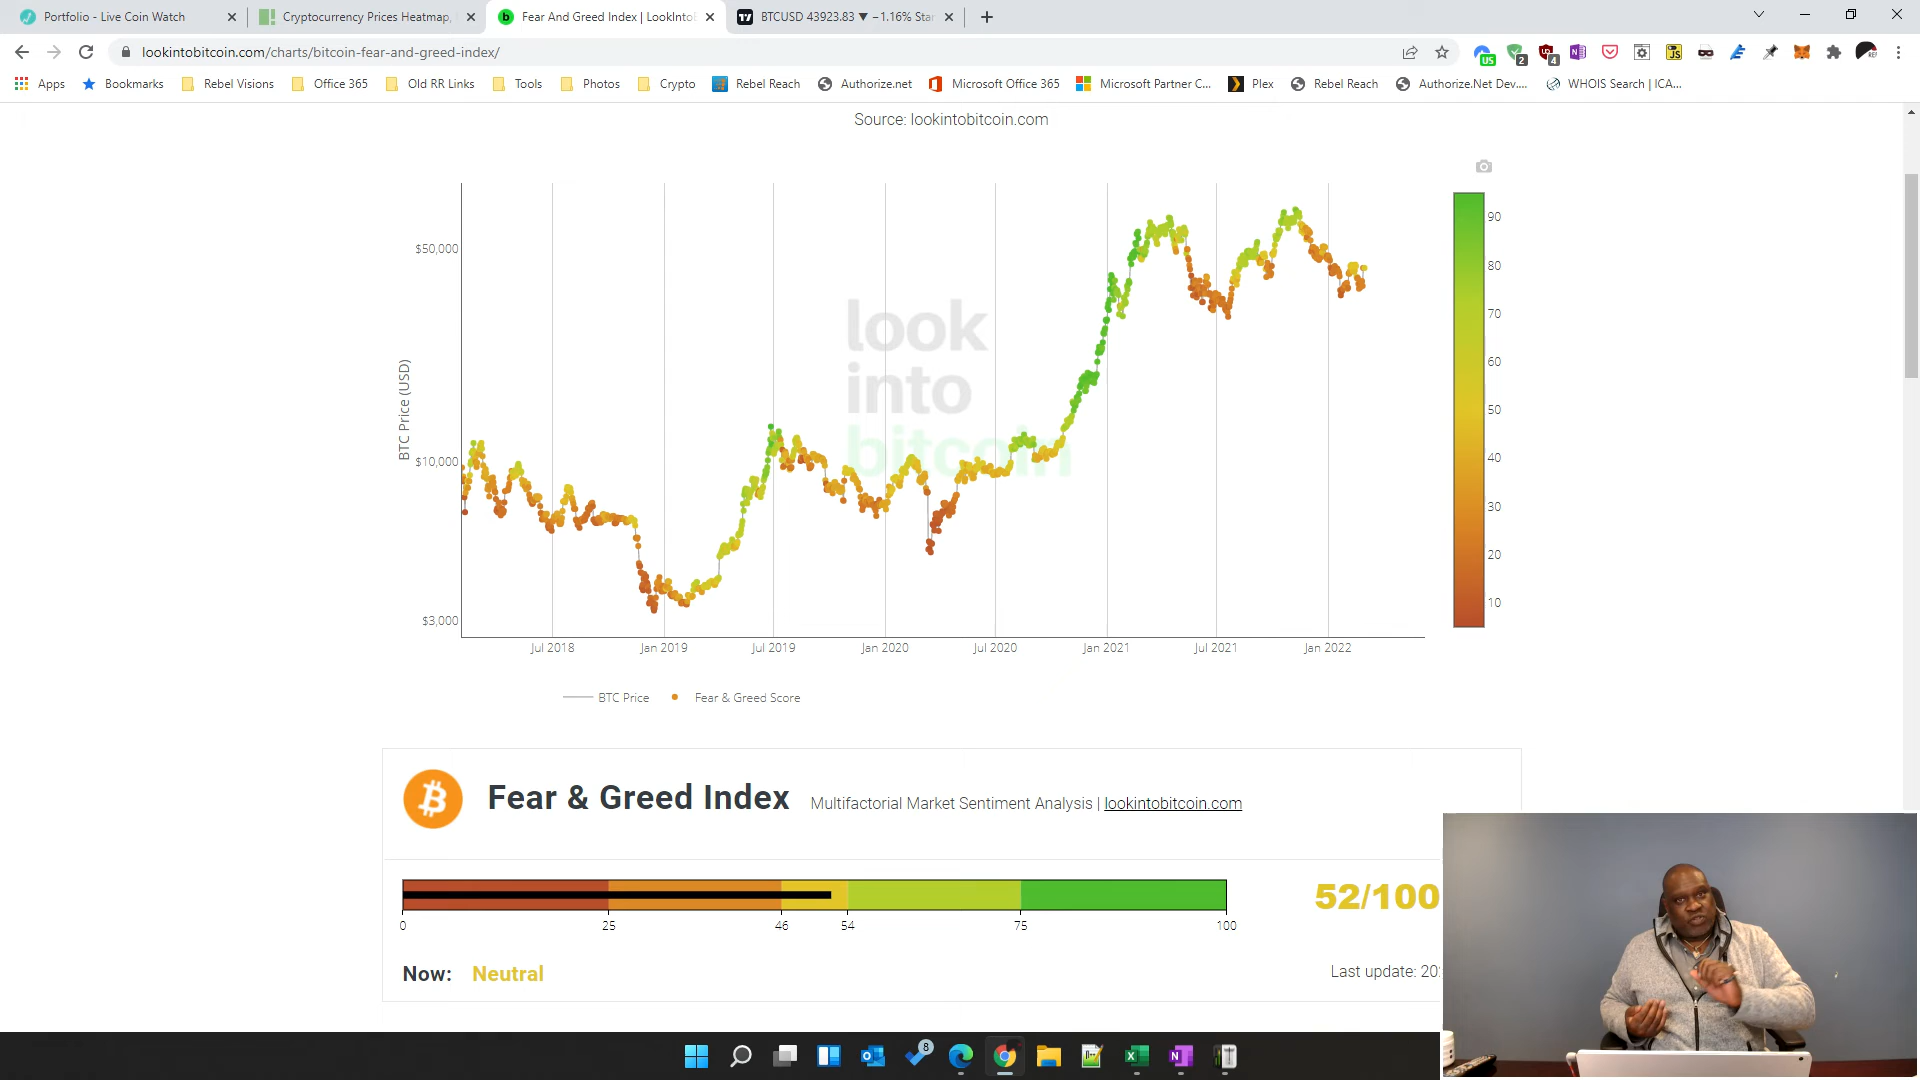 Portfolio - Live Coin Watch
Cryptocurrency Prices Heatmap,
Fear And Greed Index | LookInto
BTCUSD 43923.83 ▼ −1.16% Star
lookintobitcoin.com/charts/bitcoin-fear-and-greed-index/
US
2
4
JS
Apps
Bookmarks
Rebel Visions
Office 365
Old RR Links
Tools
Photos
Crypto
Rebel Reach
Authorize.net
Microsoft Office 365
Microsoft Partner C...
Plex
Rebel Reach
Authorize.Net Dev....
WHOIS Search | ICA...
Source: lookintobitcoin.com
look
into
bitcoin
BTC Price (USD)
$50,000
$10,000
$3,000
Jul 2018
Jan 2019
Jul 2019
Jan 2020
Jul 2020
Jan 2021
Jul 2021
Jan 2022
90
80
70
60
50
40
30
20
10
BTC Price
Fear & Greed Score
Fear & Greed Index
Multifactorial Market Sentiment Analysis | lookintobitcoin.com
52/100
0
25
46
54
75
100
Now: Neutral
Last update: 20
8